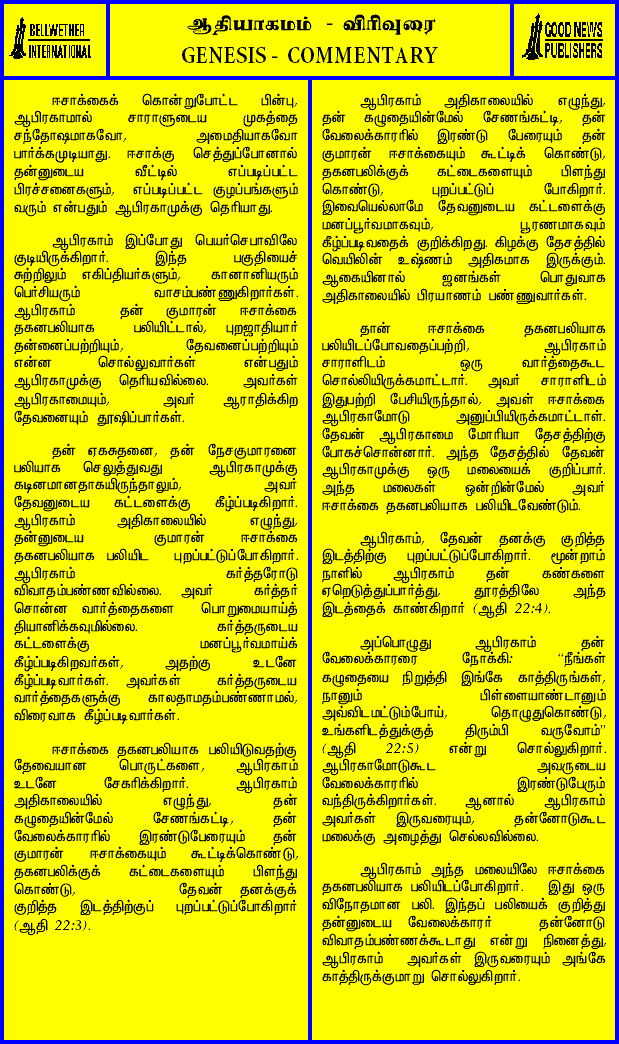 BELLWETHER
INTERNATIONAL
ஆதியாகமம் - விரிவுரை
GENESIS - COMMENTARY
GOOD NEWS
PUBLISHERS
ஈசாக்கைக் கொன்றுபோட்ட பின்பு,
ஆபிரகாமால் சாராளுடைய முகத்தை
சந்தோஷமாகவோ, அமைதியாகவோ
பார்க்கமுடியாது. ஈசாக்கு செத்துப்போனால்
தன்னுடைய வீட்டில் எப்படிப்பட்ட
பிரச்சனைகளும், எப்படிப்பட்ட குழப்பங்களும்
வரும் என்பதும் ஆபிரகாமுக்கு தெரியாது.
ஆபிரகாம் இப்போது பெயர்செபாவிலே
குடியிருக்கிறார். இந்த பகுதியைச்
சுற்றிலும் எகிப்தியர்களும், கானானியரும்
பெர்சியரும் வாசம்பண்ணுகிறார்கள்.
ஆபிரகாம் தன் குமாரன் ஈசாக்கை
தகனபலியாக பலியிட்டால், புறஜாதியார்
தன்னைப்பற்றியும், தேவனைப்பற்றியும்
என்ன சொல்லுவார்கள் என்பதும்
ஆபிரகாமுக்கு தெரியவில்லை. அவர்கள்
ஆபிரகாமையும், அவர் ஆராதிக்கிற
தேவனையும் தூஷிப்பார்கள்.
தன் ஏகசுதனை, தன் நேசகுமாரனை
பலியாக செலுத்துவது ஆபிரகாமுக்கு
கடினமானதாகயிருந்தாலும், அவர்
தேவனுடைய கட்டளைக்கு கீழ்ப்படிகிறார்.
ஆபிரகாம் அதிகாலையில் எழுந்து,
தன்னுடைய குமாரன் ஈசாக்கை
தகனபலியாக பலியிட புறப்பட்டுப்போகிறார்.
ஆபிரகாம் கர்த்தரோடு
விவாதம்பண்ணவில்லை. அவர் கர்த்தர்
சொன்ன வார்த்தைகளை பொறுமையாய்த்
தியானிக்கவுமில்லை. கர்த்தருடைய
கட்டளைக்கு மனப்பூர்வமாய்க்
கீழ்ப்படிகிறவர்கள், அதற்கு உடனே
கீழ்ப்படிவார்கள். அவர்கள் கர்த்தருடைய
வார்த்தைகளுக்கு காலதாமதம்பண்ணாமல்,
விரைவாக கீழ்ப்படிவார்கள்.
ஈசாக்கை தகனபலியாக பலியிடுவதற்கு
தேவையான பொருட்களை, ஆபிரகாம்
உடனே சேகரிக்கிறார். ஆபிரகாம்
அதிகாலையில் எழுந்து, தன்
கழுதையின்மேல் சேணங்கட்டி, தன்
வேலைக்காரரில் இரண்டுபேரையும் தன்
குமாரன் ஈசாக்கையும் கூட்டிக்கொண்டு,
தகனபலிக்குக் கட்டைகளையும் பிளந்து
கொண்டு, தேவன் தனக்குக்
குறித்த இடத்திற்குப் புறப்பட்டுப்போகிறார்
(ஆதி 22:3).
ஆபிரகாம் அதிகாலையில் எழுந்து,
தன் கழுதையின்மேல் சேணங்கட்டி, தன்
வேலைக்காரரில் இரண்டு பேரையும் தன்
குமாரன் ஈசாக்கையும் கூட்டிக் கொண்டு,
தகனபலிக்குக் கட்டைகளையும் பிளந்து
கொண்டு, புறப்பட்டுப் போகிறார்.
இவையெல்லாமே தேவனுடைய கட்டளைக்கு
மனப்பூர்வமாகவும், பூரணமாகவும்
கீழ்ப்படிவதைக் குறிக்கிறது. கிழக்கு தேசத்தில்
வெயிலின் உஷ்ணம் அதிகமாக இருக்கும்.
ஆகையினால் ஜனங்கள் பொதுவாக
அதிகாலையில் பிரயாணம் பண்ணுவார்கள்.
தான் ஈசாக்கை தகனபலியாக
பலியிடப்போவதைப்பற்றி, ஆபிரகாம்
சாராளிடம் ஒரு வார்த்தைகூட
சொல்லியிருக்கமாட்டார். அவர் சாராளிடம்
இதுபற்றி பேசியிருந்தால், அவள் ஈசாக்கை
ஆபிரகாமோடு அனுப்பியிருக்கமாட்டாள்.
தேவன் ஆபிரகாமை மோரியா தேசத்திற்கு
போகச்சொன்னார். அந்த தேசத்தில் தேவன்
ஆபிரகாமுக்கு ஒரு மலையைக் குறிப்பார்.
அந்த மலைகள் ஒன்றின்மேல் அவர்
ஈசாக்கை தகனபலியாக பலியிடவேண்டும்.
ஆபிரகாம், தேவன் தனக்கு குறித்த
இடத்திற்கு புறப்பட்டுப்போகிறார். மூன்றாம்
நாளில் ஆபிரகாம் தன் கண்களை
ஏறெடுத்துப்பார்த்து, தூரத்திலே அந்த
இடத்தைக் காண்கிறார் (ஆதி 22:4).
அப்பொழுது ஆபிரகாம் தன்
வேலைக்காரரை நோக்கி: "நீங்கள்
கழுதையை நிறுத்தி இங்கே காத்திருங்கள்,
நானும் பிள்ளையாண்டானும்
அவ்விடமட்டும்போய், தொழுதுகொண்டு,
உங்களிடத்துக்குத் திரும்பி வருவோம்"
(ஆதி 22:5) என்று சொல்லுகிறார்.
ஆபிரகாமோடுகூட அவருடைய
வேலைக்காரரில் இரண்டுபேரும்
வந்திருக்கிறார்கள். ஆனால் ஆபிரகாம்
அவர்கள் இருவரையும், தன்னோடுகூட
மலைக்கு அழைத்து செல்லவில்லை.
ஆபிரகாம் அந்த மலையிலே ஈசாக்கை
தகனபலியாக பலியிடப்போகிறார். இது ஒரு
விநோதமான பலி. இந்தப் பலியைக் குறித்து
தன்னுடைய வேலைக்காரர் தன்னோடு
விவாதம்பண்ணக்கூடாது என்று நினைத்து,
ஆபிரகாம் அவர்கள் இருவரையும் அங்கே
காத்திருக்குமாறு சொல்லுகிறார்.